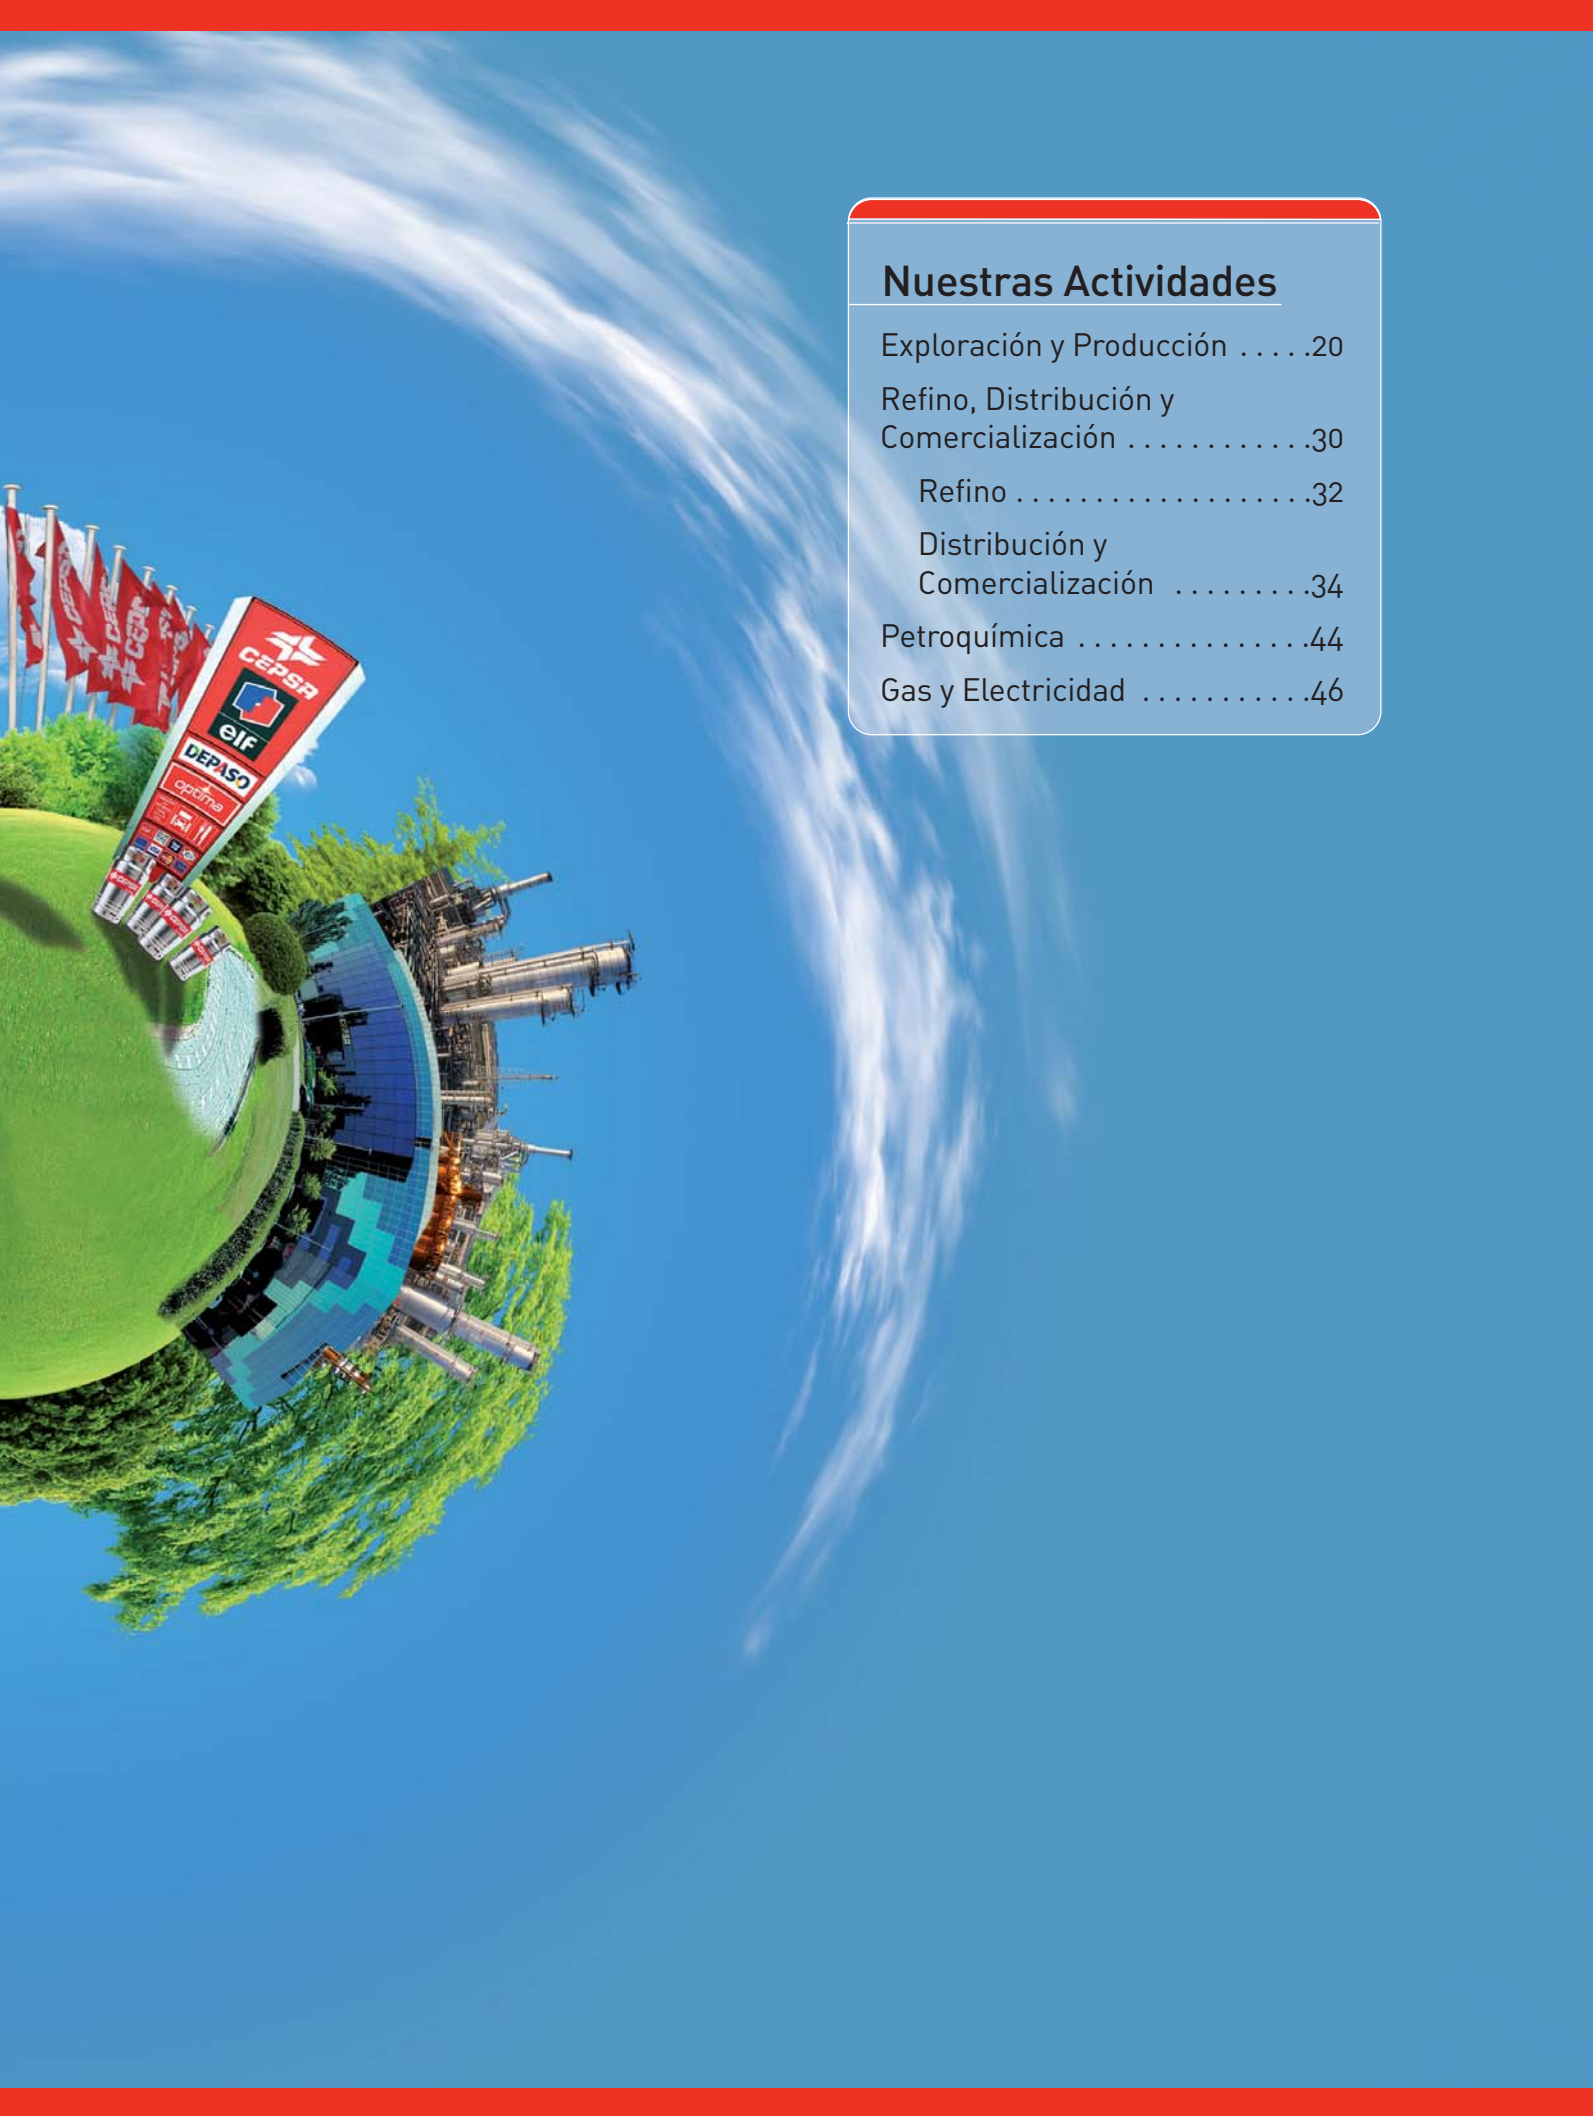 Nuestras Actividades
Exploración y Producción . . . . .20
Refino, Distribución y
Comercialización . . . . . . . . . . . .30
Refino . . . . . . . . . . . . . . . . . . .32
Distribución y
Comercialización . . . . . . . . .34
Petroquímica . . . . . . . . . . . . . . .44
Gas y Electricidad . . . . . . . . . . .46
CEPSA
CEPSA
elf
DEPASO
optima